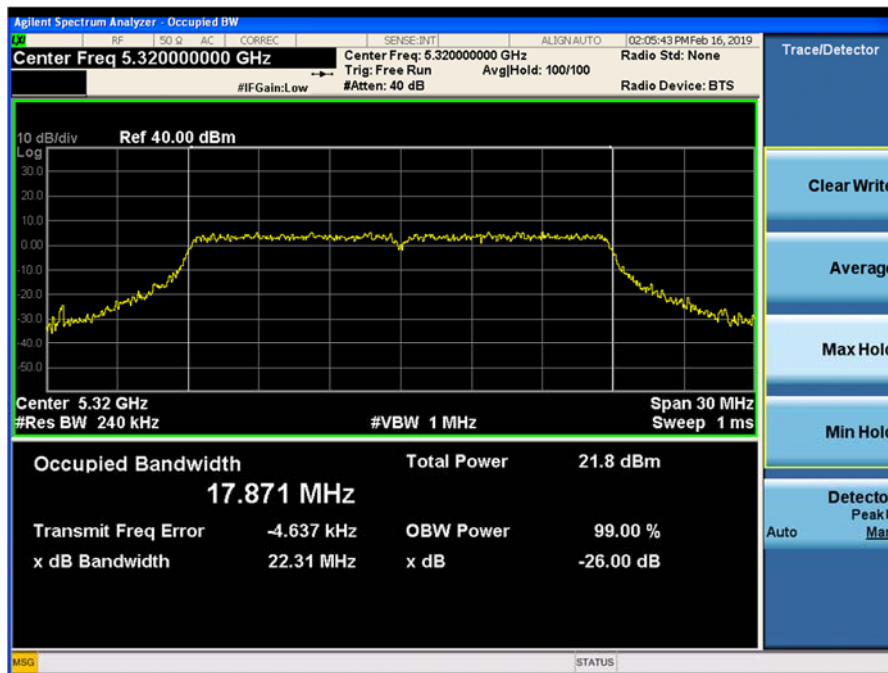 Agilent Spectrum Analyzer - Occupied BW
LXI RF 50 Ω AC CORREC SENSE:INT ALIGN AUTO 02:05:43 PM Feb 16, 2019
Center Freq 5.320000000 GHz Center Freq: 5.320000000 GHz Radio Std: None
Trig: Free Run Avg|Hold: 100/100
#IFGain:Low #Atten: 40 dB Radio Device: BTS
Trace/Detector
10 dB/div Ref 40.00 dBm
Log
30.0
20.0
10.0
0.00
-10.0
-20.0
-30.0
-40.0
-50.0
Center 5.32 GHz Span 30 MHz
#Res BW 240 kHz #VBW 1 MHz Sweep 1 ms
Occupied Bandwidth Total Power 21.8 dBm
17.871 MHz
Transmit Freq Error -4.637 kHz OBW Power 99.00 %
x dB Bandwidth 22.31 MHz x dB -26.00 dB
Clear Write
Average
Max Hold
Min Hold
Detecto
Peak
Auto Man
MSG STATUS